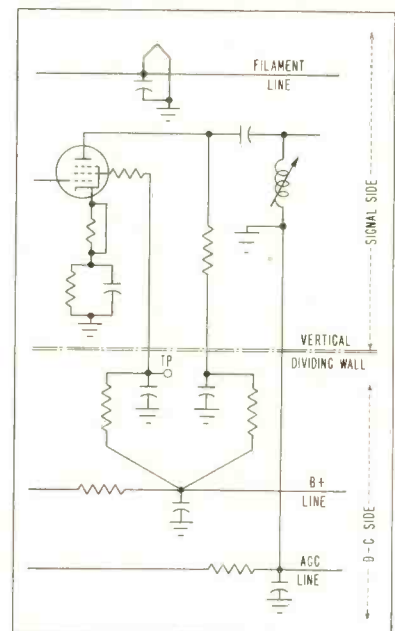 FILAMENT
LINE
SIGNAL SIDE
VERTICAL
DIVIDING WALL
TP
B+
LINE
D-C SIDE
AGC
LINE